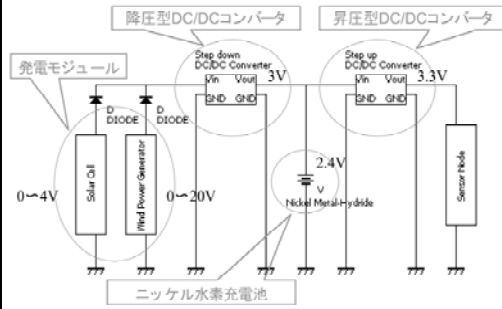 降圧型DC/DCコンバータ
昇圧型DC/DCコンバータ
発電モジュール
Step down
DC/DC Converter
Vin Vout
GND GND
3V
Step up
DC/DC Converter
Vin Vout
GND GND
3.3V
D
DIODE
D
DIODE
0~4V
Solar Cell
Wind Power Generator
0~20V
2.4V
V
Nickel Metal-Hydride
Sensor Node
ニッケル水素充電池